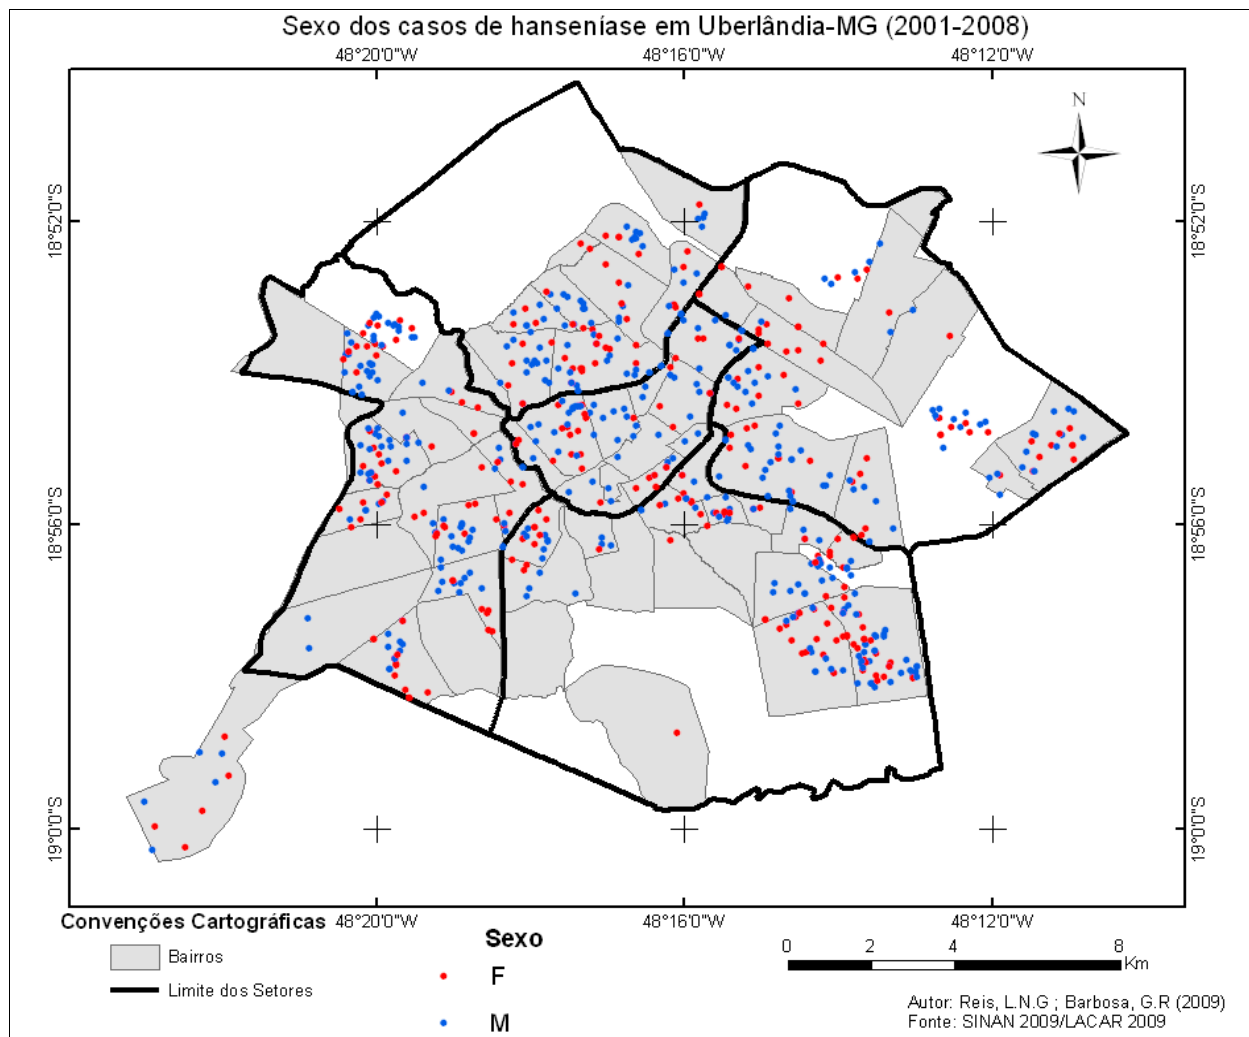 Sexo dos casos de hanseníase em Uberlândia-MG (2001-2008)
48°20'0"W 48°16'0"W 48°12'0"W
N
18°52'0"S 18°52'0"S
18°56'0"S 18°56'0"S
19°0'0"S 19°0'0"S
48°20'0"W 48°16'0"W 48°12'0"W
Convenções Cartográficas
Bairros
Limite dos Setores
Sexo
F
M
0 2 4 8
Km
Autor: Reis, L.N.G ; Barbosa, G.R (2009)
Fonte: SINAN 2009/LACAR 2009